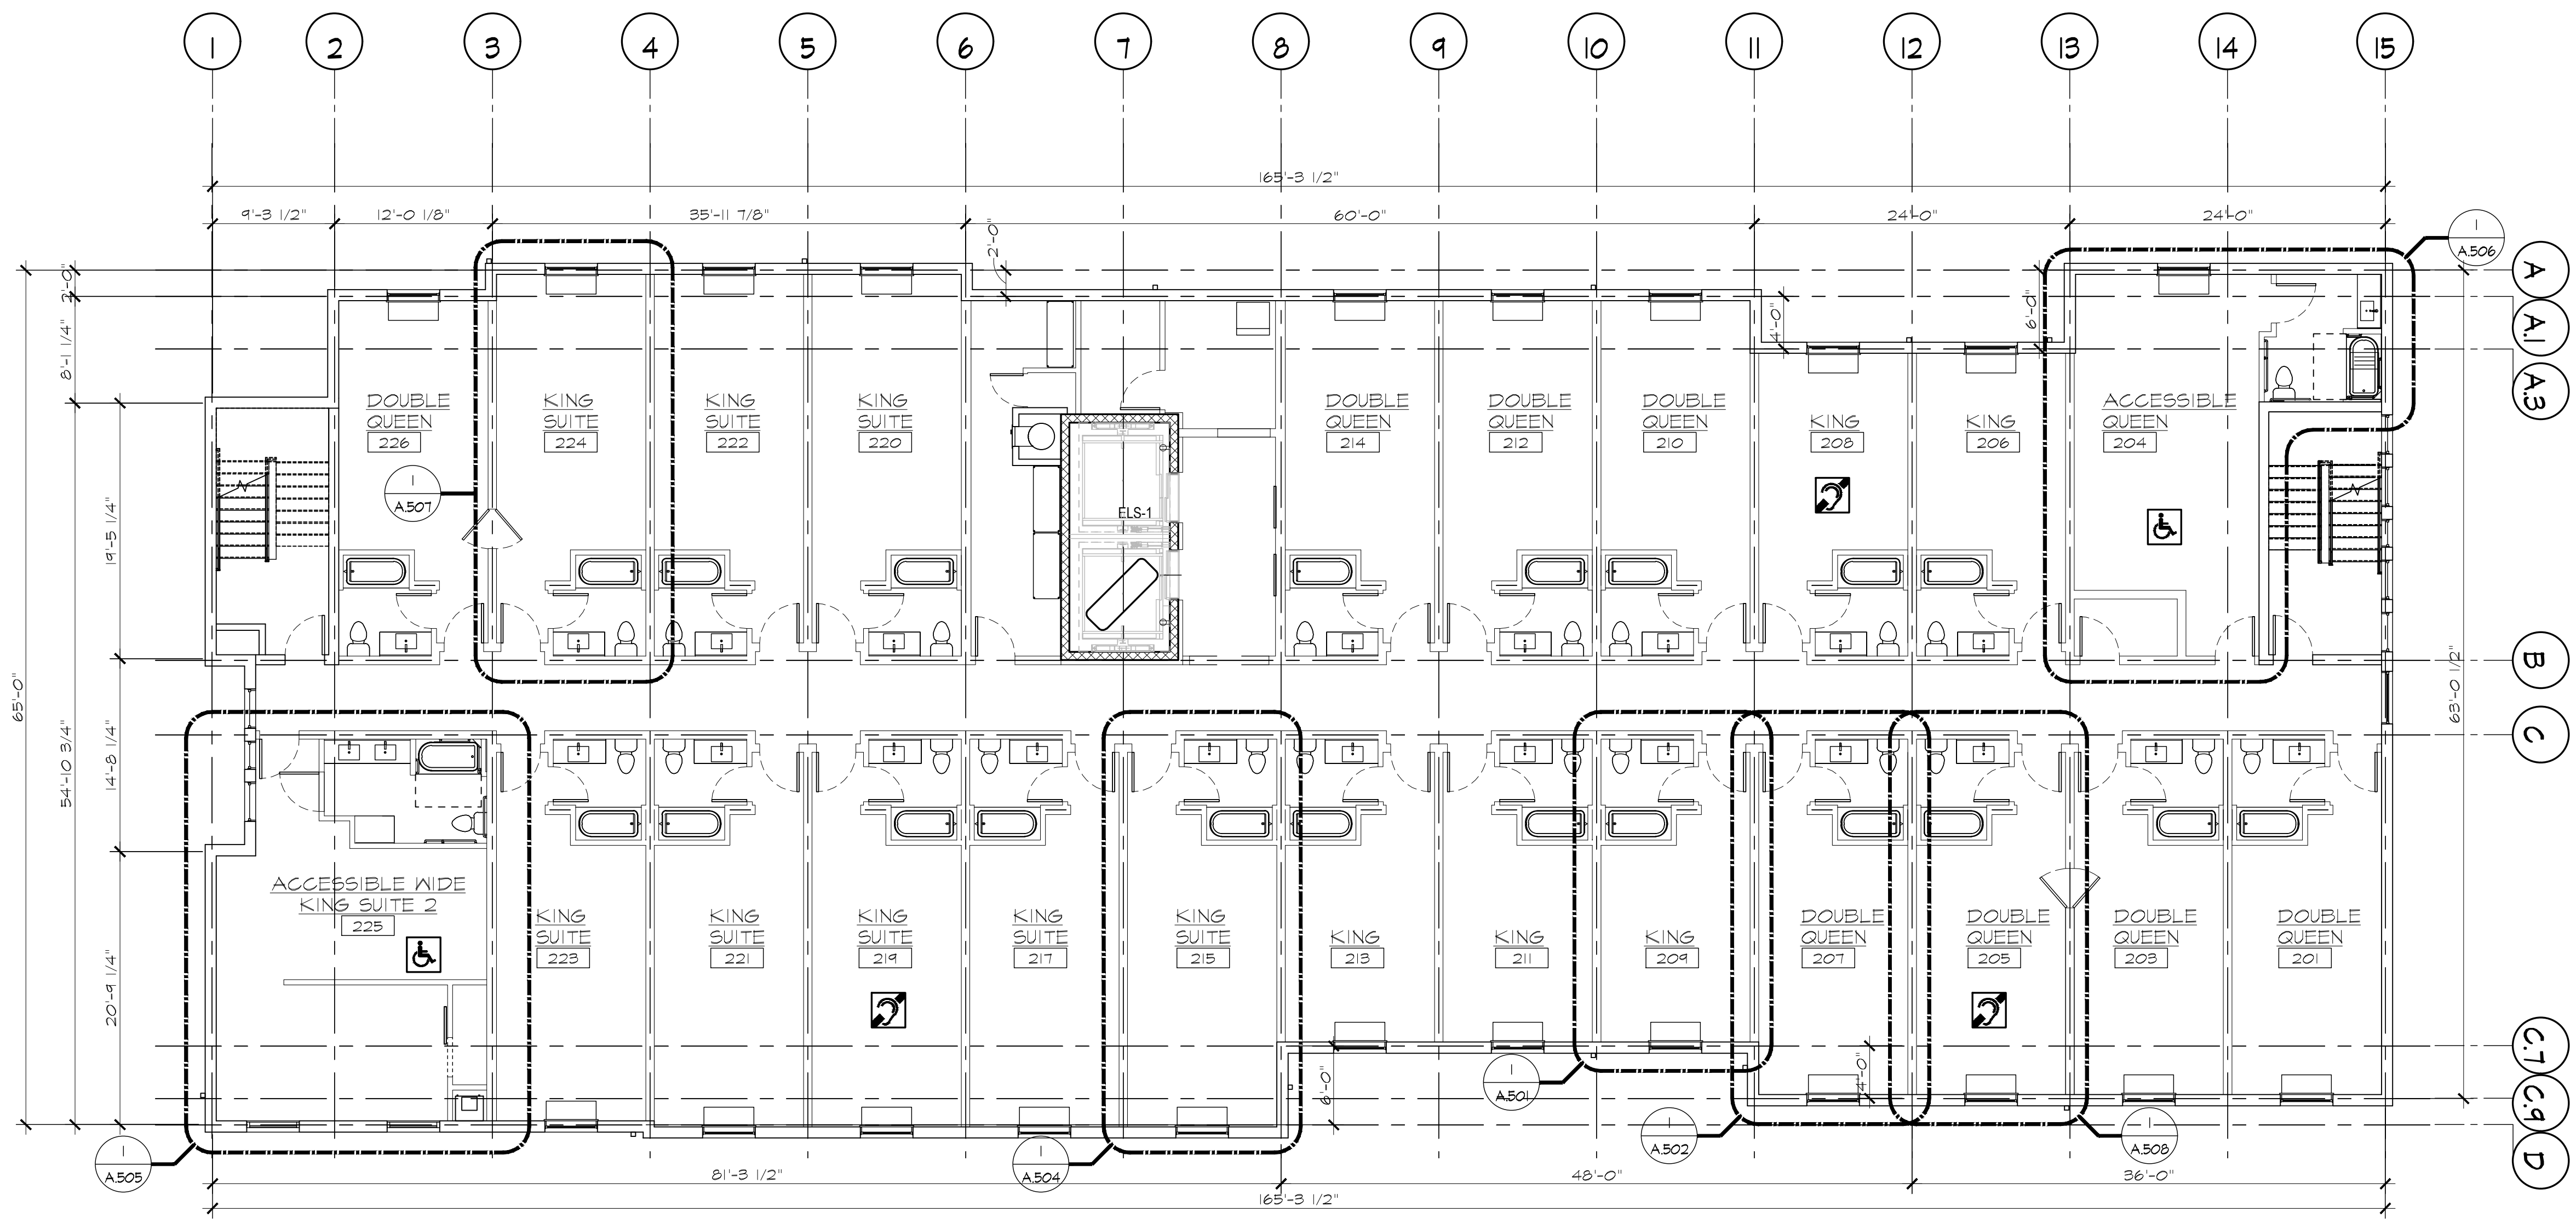 1 2 3 4 5 6 7 8 9 10 11 12 13 14 15
165'-3 1/2"
9'-3 1/2" 12'-0 1/8" 35'-11 7/8" 60'-0" 24'-0" 24'-0"
2'-0"
1
A.506
A
A.1
A.3
B
C
C.7
C.9
D
2'-0"
8'-1 1/4"
19'-5 1/4"
14'-8 1/4"
20'-9 1/4"
54'-10 3/4"
65'-0"
4'-0"
6'-0"
63'-0 1/2"
DOUBLE
QUEEN
226
KING
SUITE
224
KING
SUITE
222
KING
SUITE
220
DOUBLE
QUEEN
214
DOUBLE
QUEEN
212
DOUBLE
QUEEN
210
KING
208
KING
206
ACCESSIBLE
QUEEN
204
1
A.507
ELS-1
ACCESSIBLE WIDE
KING SUITE 2
225
KING
SUITE
223
KING
SUITE
221
KING
SUITE
219
KING
SUITE
217
KING
SUITE
215
KING
213
KING
211
KING
209
DOUBLE
QUEEN
207
DOUBLE
QUEEN
205
DOUBLE
QUEEN
203
DOUBLE
QUEEN
201
6'-0"
4'-0"
1
A.501
1
A.505
1
A.504
1
A.502
1
A.508
81'-3 1/2" 48'-0" 36'-0"
165'-3 1/2"